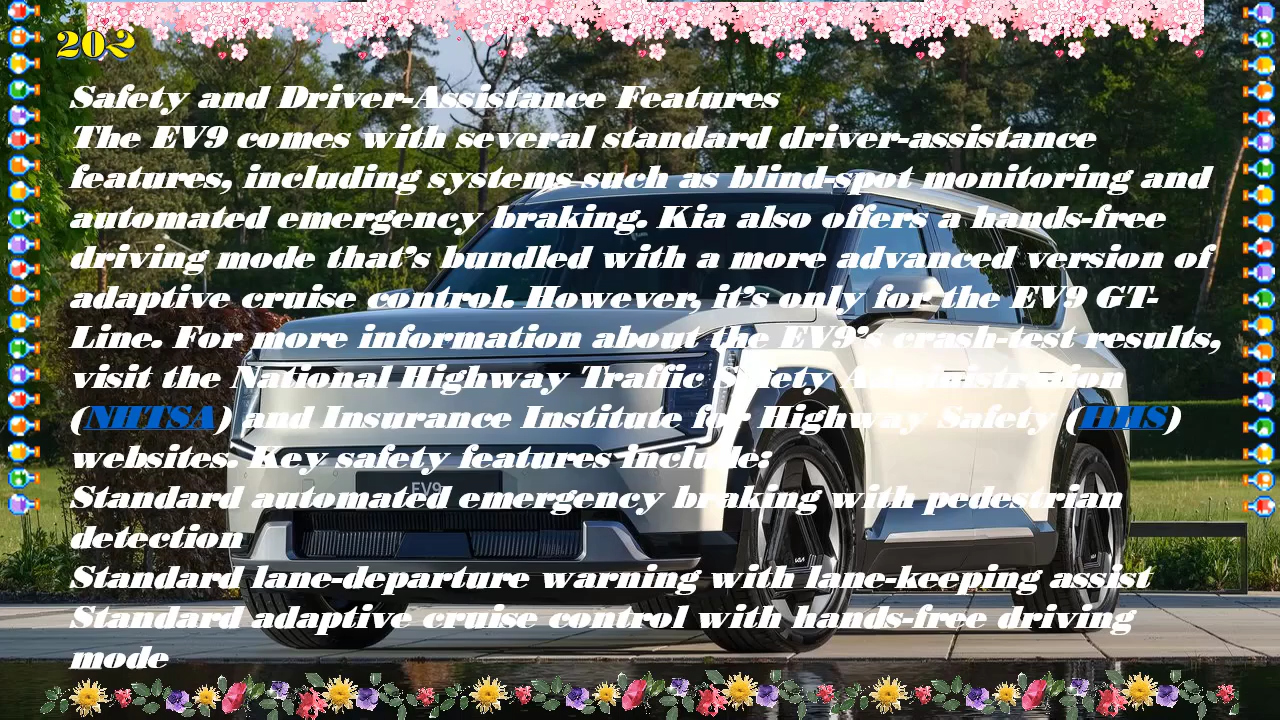 202
Safety and Driver-Assistance Features
The EV9 comes with several standard driver-assistance
features, including systems such as blind-spot monitoring and
automated emergency braking. Kia also offers a hands-free
driving mode that’s bundled with a more advanced version of
adaptive cruise control. However, it’s only for the EV9 GT-
Line. For more information about the EV9’s crash-test results,
visit the National Highway Traffic Safety Administration
(NHTSA) and Insurance Institute for Highway Safety (IIHS)
websites. Key safety features include:
EV9
Standard automated emergency braking with pedestrian
detection
Standard lane-departure warning with lane-keeping assist
Standard adaptive cruise control with hands-free driving
mode